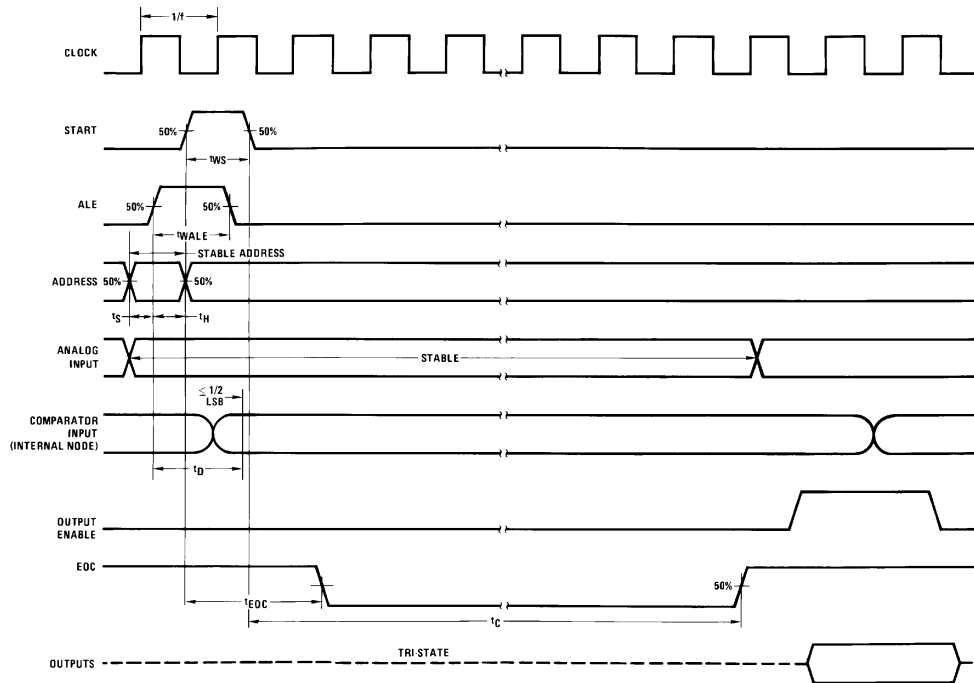 1/f
CLOCK
START
50%
50%
tWS
ALE
50%
50%
tWALE
STABLE ADDRESS
ADDRESS
50%
50%
tS
tH
ANALOG
INPUT
STABLE
≤ 1/2
LSB
COMPARATOR
INPUT
(INTERNAL NODE)
tD
OUTPUT
ENABLE
EOC
50%
tEOC
tC
TRI-STATE
OUTPUTS